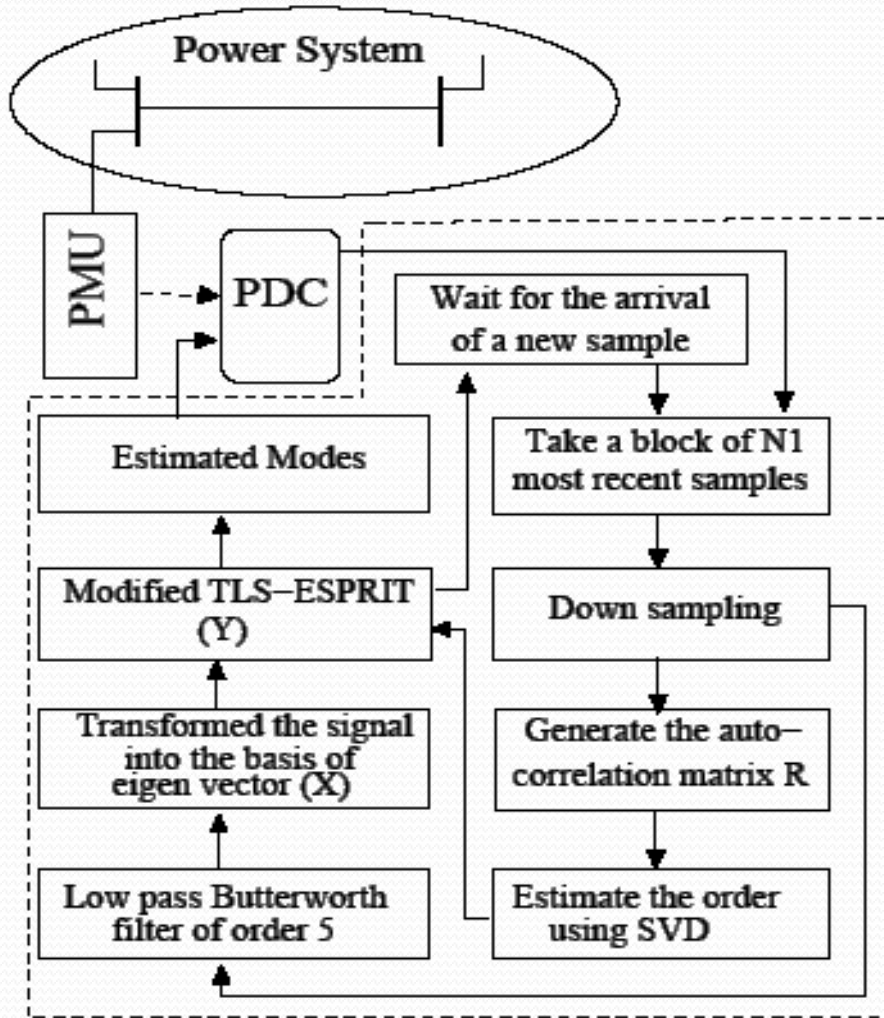 Power System
PMU
PDC
Wait for the arrival
of a new sample
Take a block of N1
most recent samples
Estimated Modes
Modified TLS−ESPRIT
(Y)
Down sampling
Transformed the signal
into the basis of
eigen vector (X)
Generate the auto−
correlation matrix R
Low pass Butterworth
filter of order 5
Estimate the order
using SVD